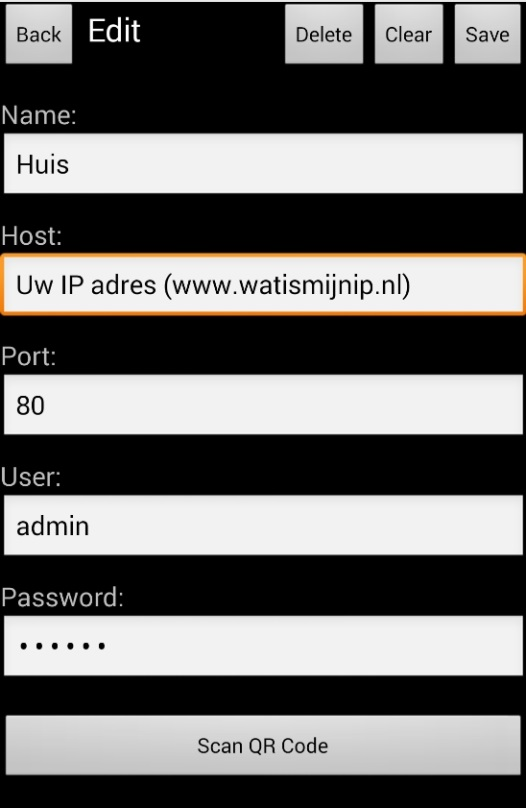 Back Edit Delete Clear Save
Name:
Huis
Host:
Uw IP adres (www.watismijnip.nl)
Port:
80
User:
admin
Password:
••••••
Scan QR Code